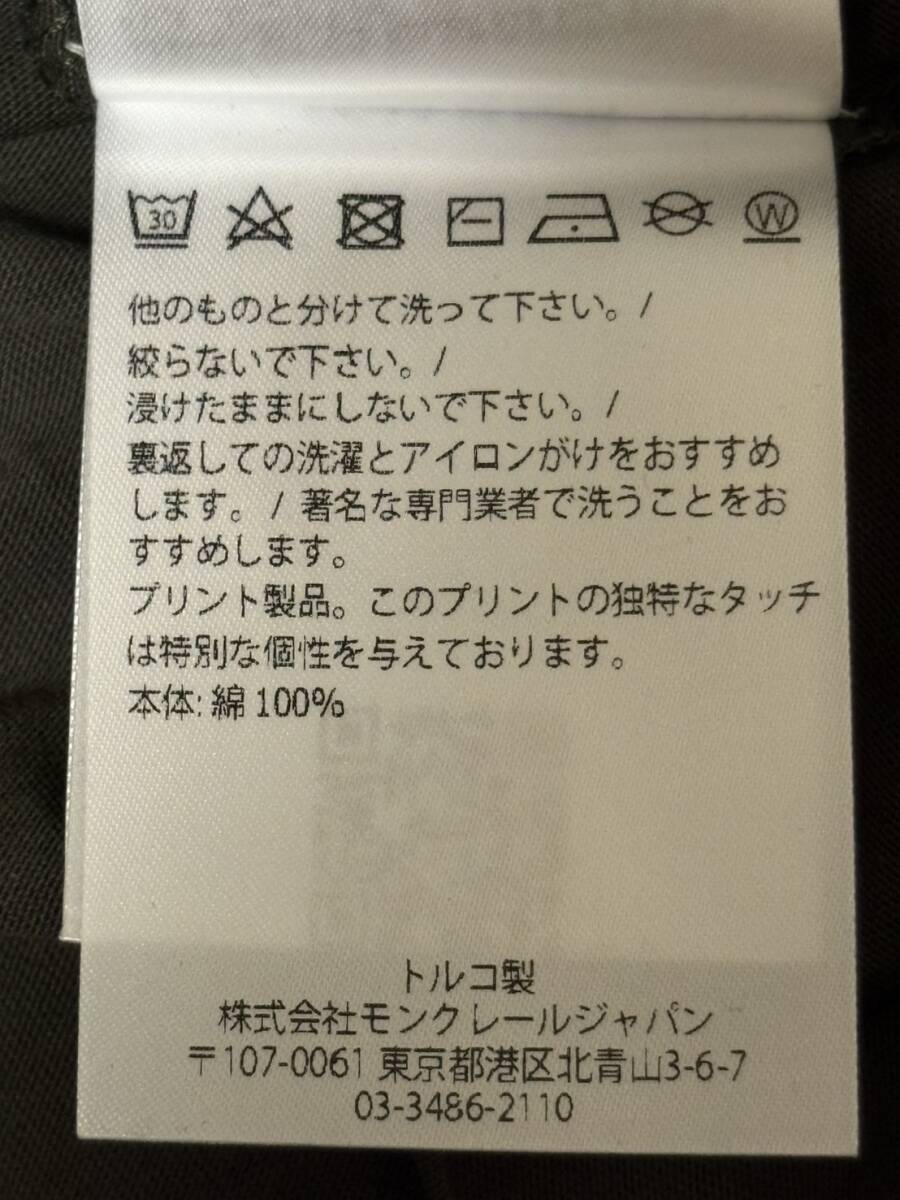 30 W
他のものと分けて洗って下さい。/
絞らないで下さい。/
浸けたままにしないで下さい。/
裏返しての洗濯とアイロンがけをおすすめ
します。/ 著名な専門業者で洗うことをお
すすめします。
プリント製品。このプリントの独特なタッチ
は特別な個性を与えております。
本体: 綿 100%
トルコ製
株式会社モンクレールジャパン
〒107-0061 東京都港区北青山3-6-7
03-3486-2110